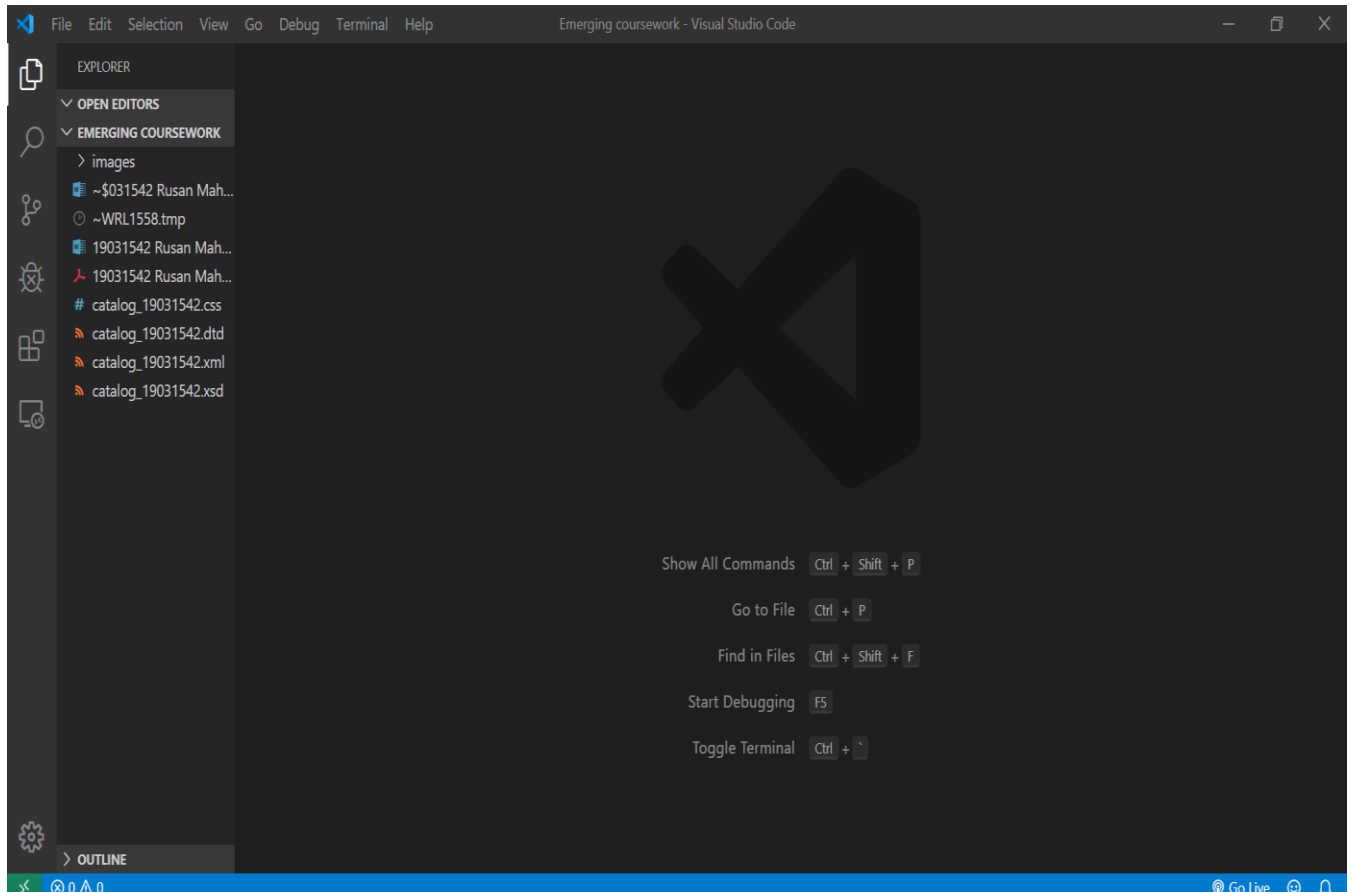 File Edit Selection View Go Debug Terminal Help Emerging coursework - Visual Studio Code
EXPLORER
OPEN EDITORS
EMERGING COURSEWORK
images
~$031542 Rusan Mah...
~WRL1558.tmp
19031542 Rusan Mah...
19031542 Rusan Mah...
catalog_19031542.css
catalog_19031542.dtd
catalog_19031542.xml
catalog_19031542.xsd
Show All Commands Ctrl + Shift + P
Go to File Ctrl + P
Find in Files Ctrl + Shift + F
Start Debugging F5
Toggle Terminal Ctrl + `
OUTLINE
0 0 Go Live